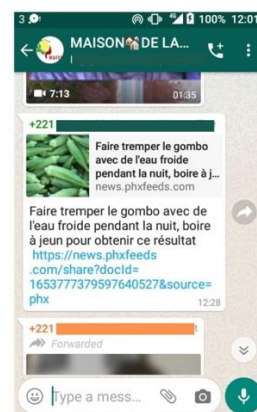 3 100% 12:01
MAISON🏠DE LA...
7:13 01:35
+221
Faire tremper le gombo
avec de l'eau froide
pendant la nuit, boire à j...
news.phxfeeds.com
Faire tremper le gombo avec de
l'eau froide pendant la nuit, boire
à jeun pour obtenir ce résultat
https://news.phxfeeds
.com/share?docId=
1653777379597640527&source=
phx
12:28
+221
Forwarded
Type a mess...